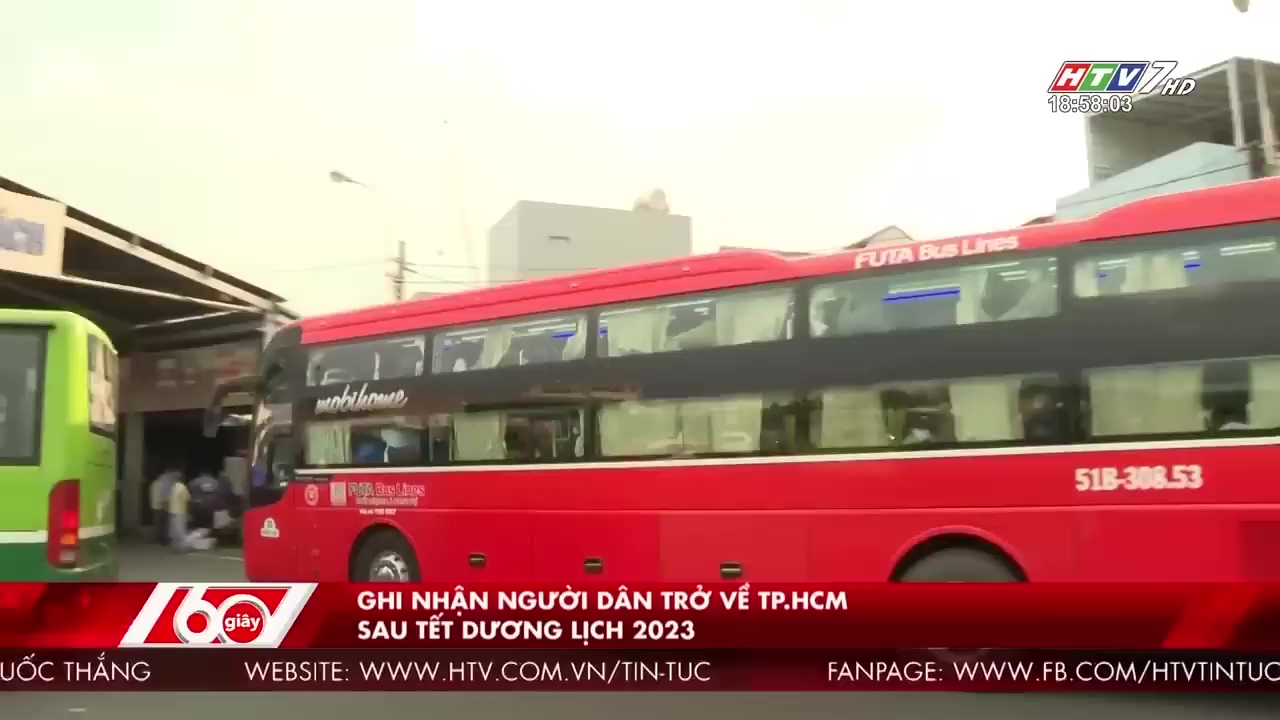 HTV7 HD
18:58:03
FUTA Bus Lines
mobihome
FUTA Bus Lines
51B-308.53
60 giây
GHI NHẬN NGƯỜI DÂN TRỞ VỀ TP.HCM
SAU TẾT DƯƠNG LỊCH 2023
UỐC THẮNG WEBSITE: WWW.HTV.COM.VN/TIN-TUC FANPAGE: WWW.FB.COM/HTVTINTUC